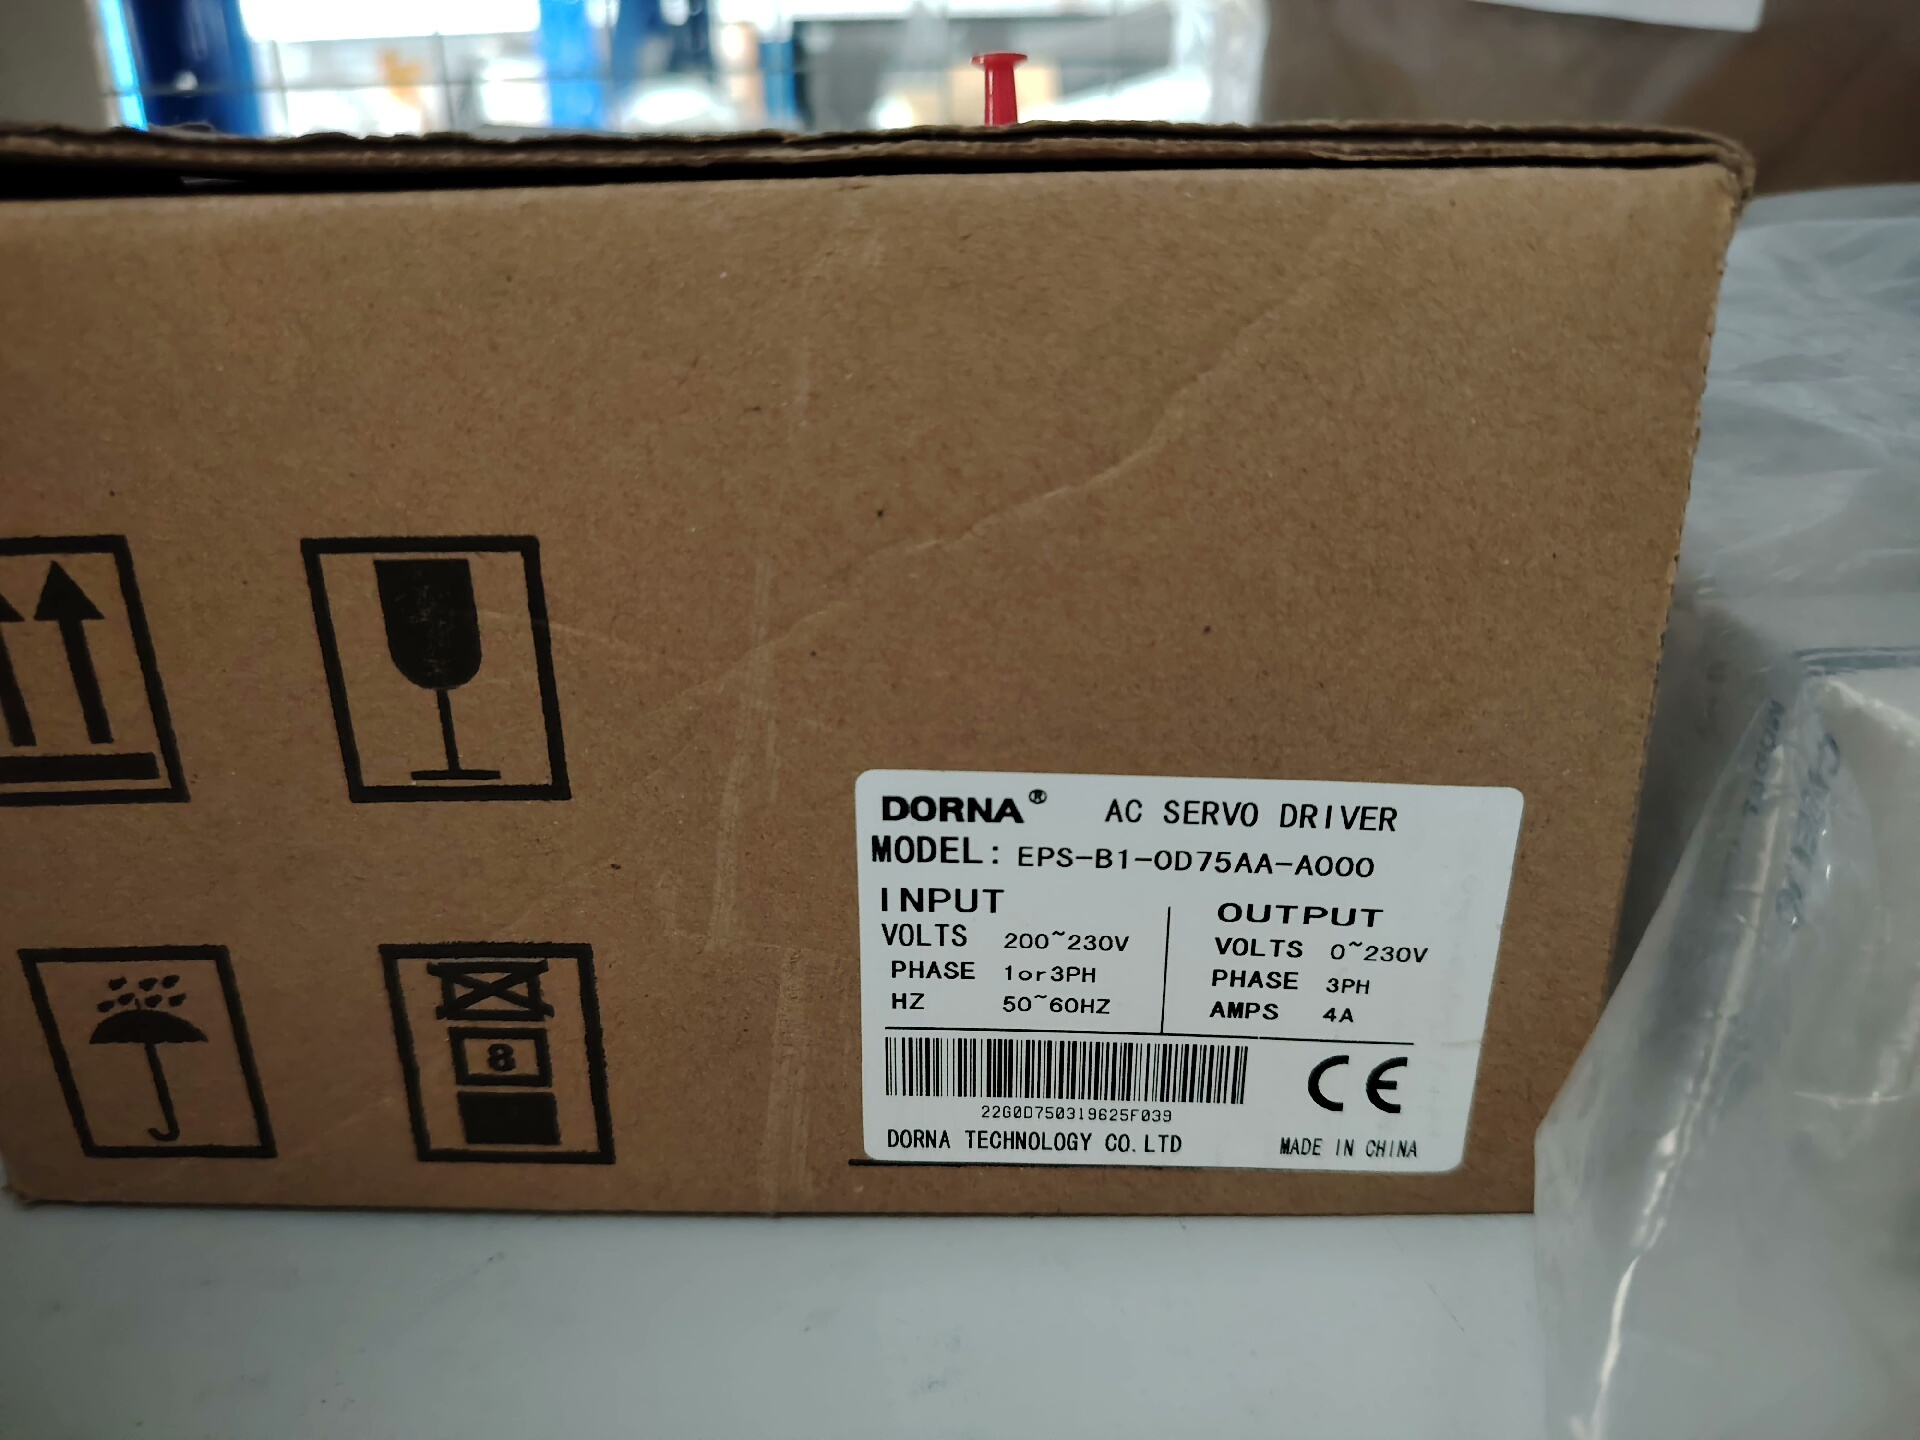 8
DORNA® AC SERVO DRIVER
MODEL: EPS-B1-0D75AA-A000
INPUT
VOLTS 200~230V
PHASE 1or3PH
HZ 50~60HZ
OUTPUT
VOLTS 0~230V
PHASE 3PH
AMPS 4A
22G0D750319625F039
CE
DORNA TECHNOLOGY CO.LTD
MADE IN CHINA
MODEL